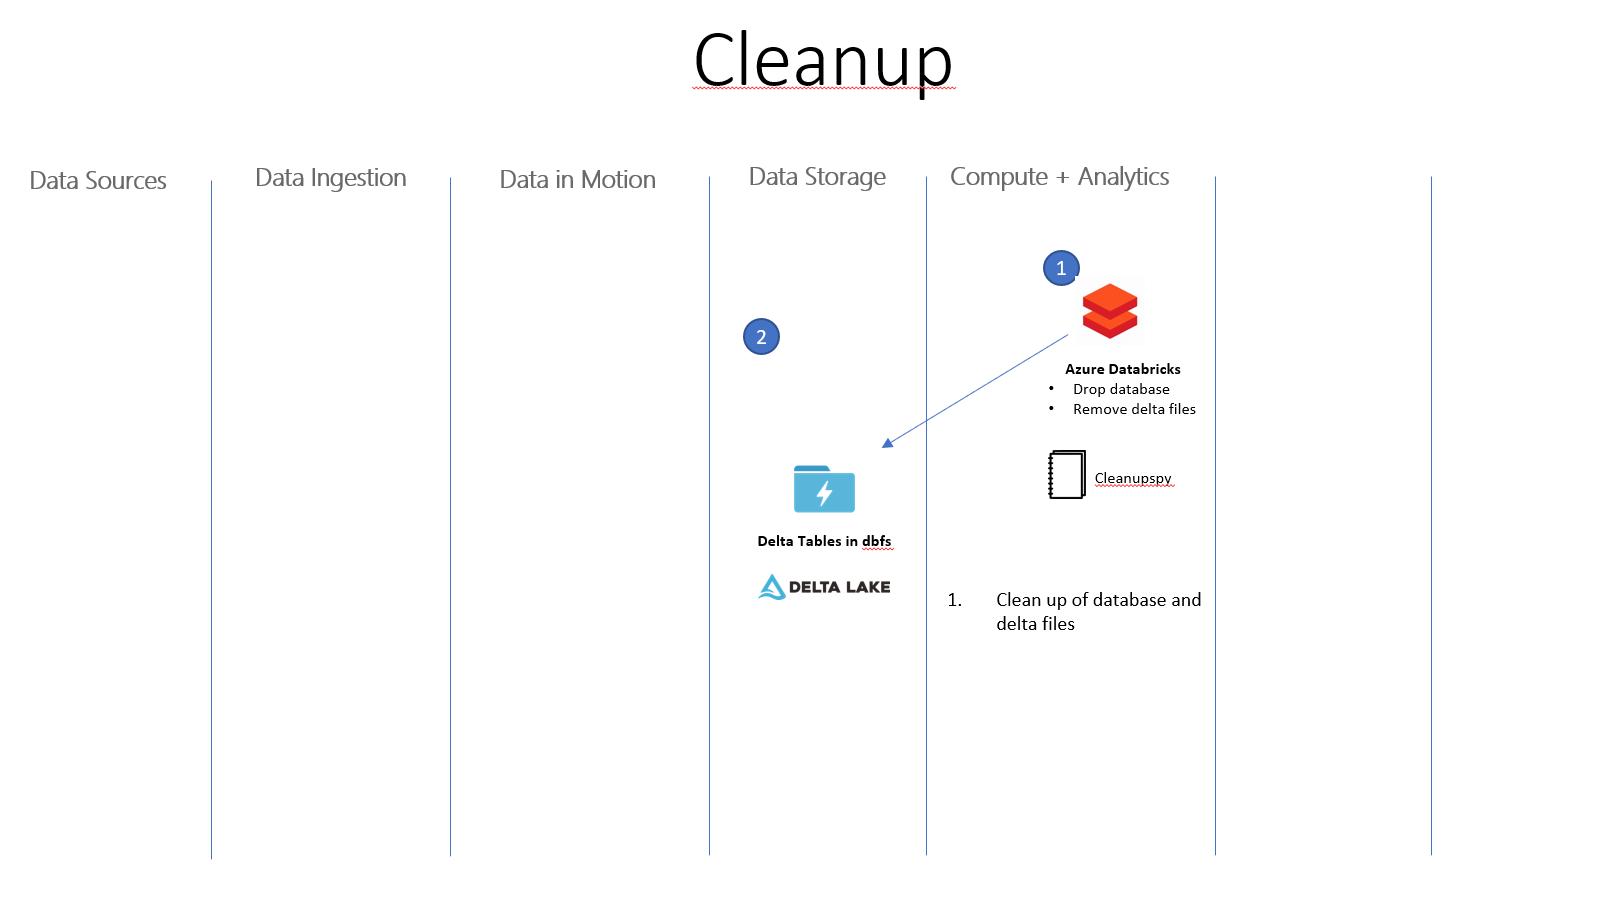 Cleanup
Data Sources
Data Ingestion
Data in Motion
Data Storage
Compute + Analytics
1
2
Azure Databricks
• Drop database
• Remove delta files
Cleanupspy
Delta Tables in dbfs
DELTA LAKE
1. Clean up of database and
delta files